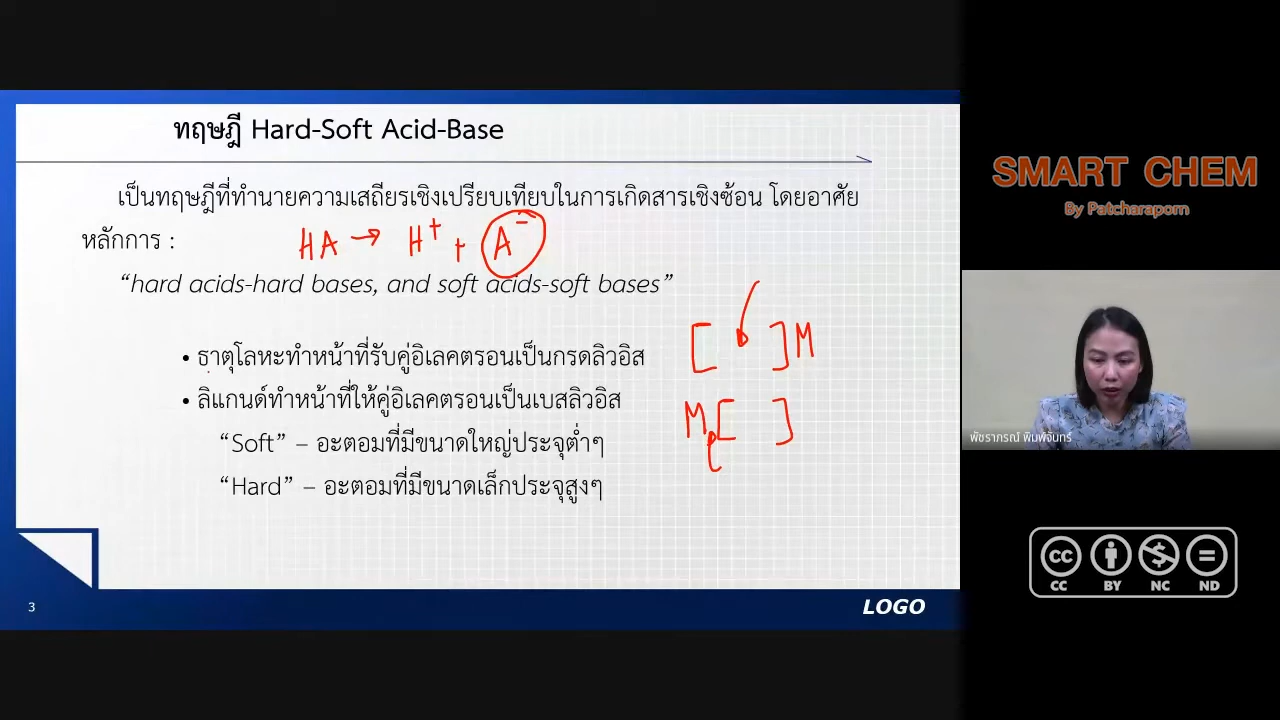 ทฤษฎี Hard-Soft Acid-Base
เป็นทฤษฎีที่ทำนายความเสถียรเชิงเปรียบเทียบในการเกิดสารเชิงซ้อน โดยอาศัย
หลักการ :
HA → H⁺ + A⁻
“hard acids-hard bases, and soft acids-soft bases”
• ธาตุโลหะทำหน้าที่รับคู่อิเลคตรอนเป็นกรดลิวอิส
[ ] M
• ลิแกนด์ทำหน้าที่ให้คู่อิเลคตรอนเป็นเบสลิวอิส
M [ ]
“Soft” – อะตอมที่มีขนาดใหญ่ประจุต่ำๆ
“Hard” – อะตอมที่มีขนาดเล็กประจุสูงๆ
3
LOGO
SMART CHEM
By Patcharaporn
พัชราภรณ์ พิมพ์จันทร์
CC BY NC ND